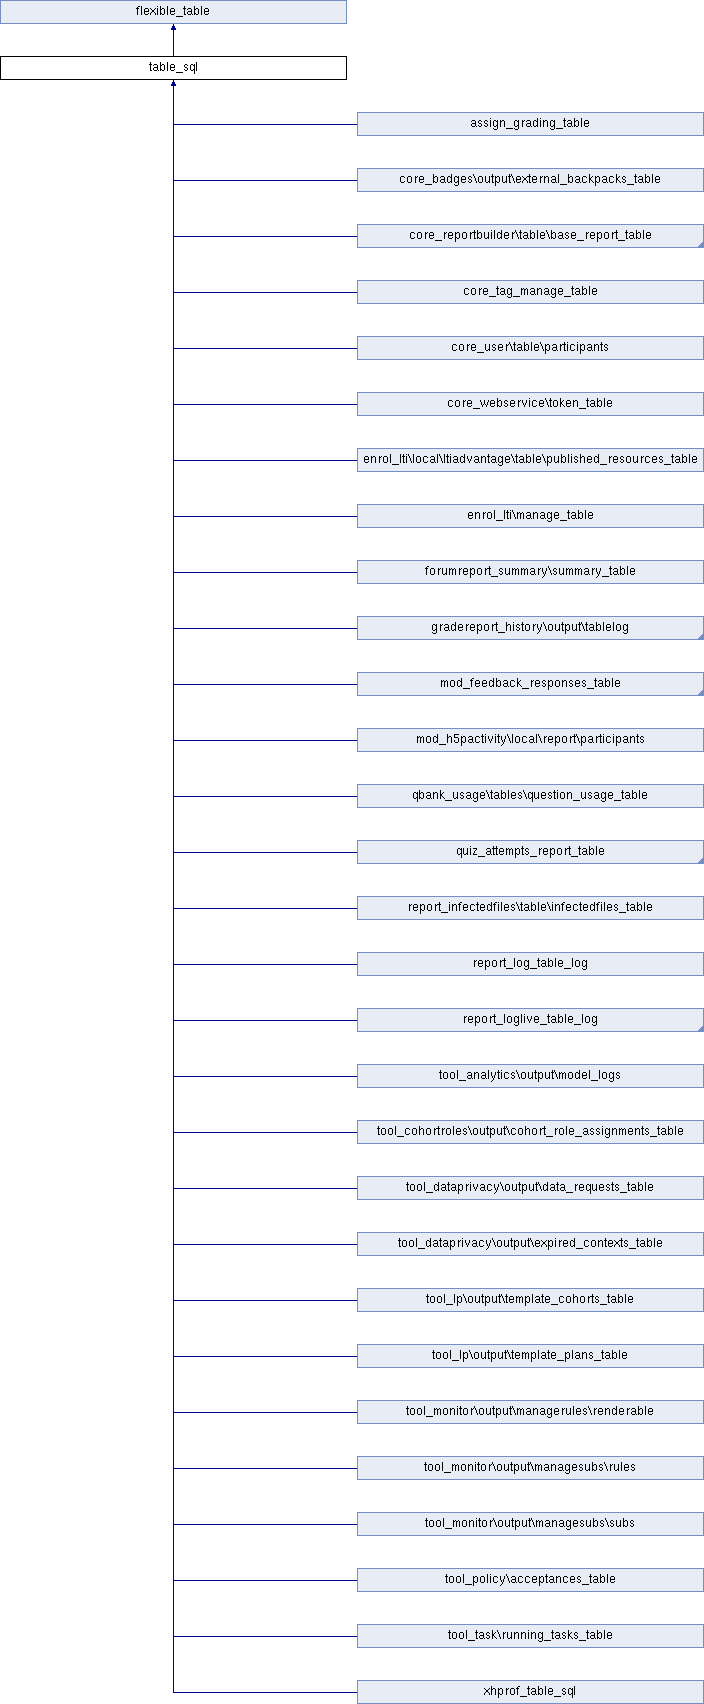 flexible_table
table_sql
assign_grading_table
core_badges\output\external_backpacks_table
core_reportbuilder\table\base_report_table
core_tag_manage_table
core_user\table\participants
core_webservice\token_table
enrol_lti\local\ltiadvantage\table\published_resources_table
enrol_lti\manage_table
forumreport_summary\summary_table
gradereport_history\output\tablelog
mod_feedback_responses_table
mod_h5pactivity\local\report\participants
qbank_usage\tables\question_usage_table
quiz_attempts_report_table
report_infectedfiles\table\infectedfiles_table
report_log_table_log
report_loglive_table_log
tool_analytics\output\model_logs
tool_cohortroles\output\cohort_role_assignments_table
tool_dataprivacy\output\data_requests_table
tool_dataprivacy\output\expired_contexts_table
tool_lp\output\template_cohorts_table
tool_lp\output\template_plans_table
tool_monitor\output\managerules\renderable
tool_monitor\output\managesubs\rules
tool_monitor\output\managesubs\subs
tool_policy\acceptances_table
tool_task\running_tasks_table
xhprof_table_sql